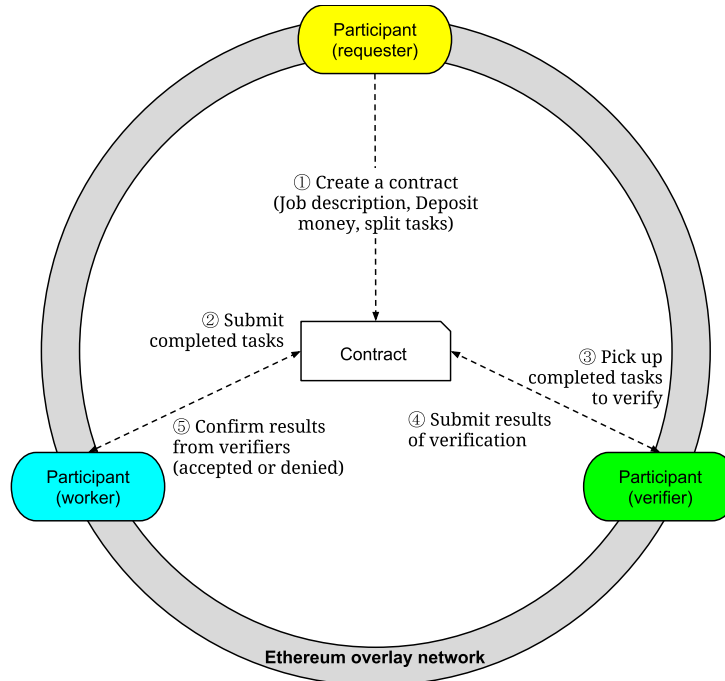 Participant
(requester)
① Create a contract
(Job description, Deposit
money, split tasks)
② Submit
completed tasks
Contract
③ Pick up
completed tasks
to verify
④ Submit results
of verification
⑤ Confirm results
from verifiers
(accepted or denied)
Participant
(worker)
Participant
(verifier)
Ethereum overlay network